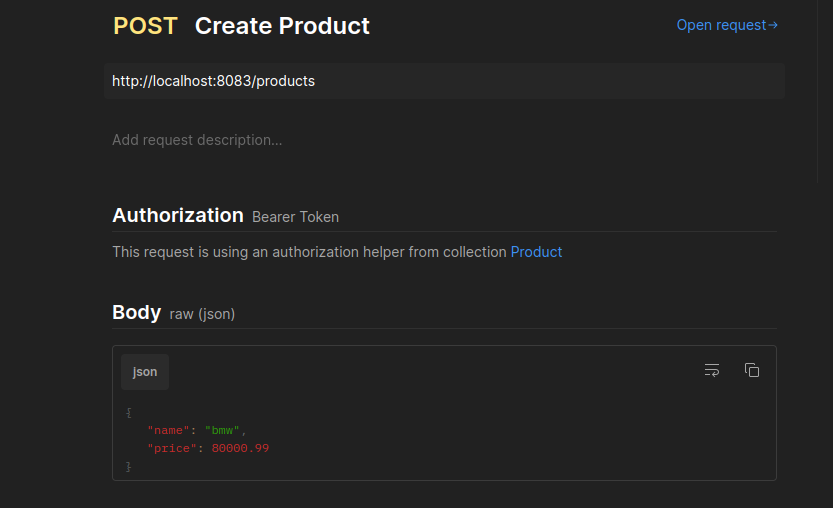 POST Create Product Open request→
http://localhost:8083/products
Add request description...
Authorization Bearer Token
This request is using an authorization helper from collection Product
Body raw (json)
json
{
"name": "bmw",
"price": 80000.99
}